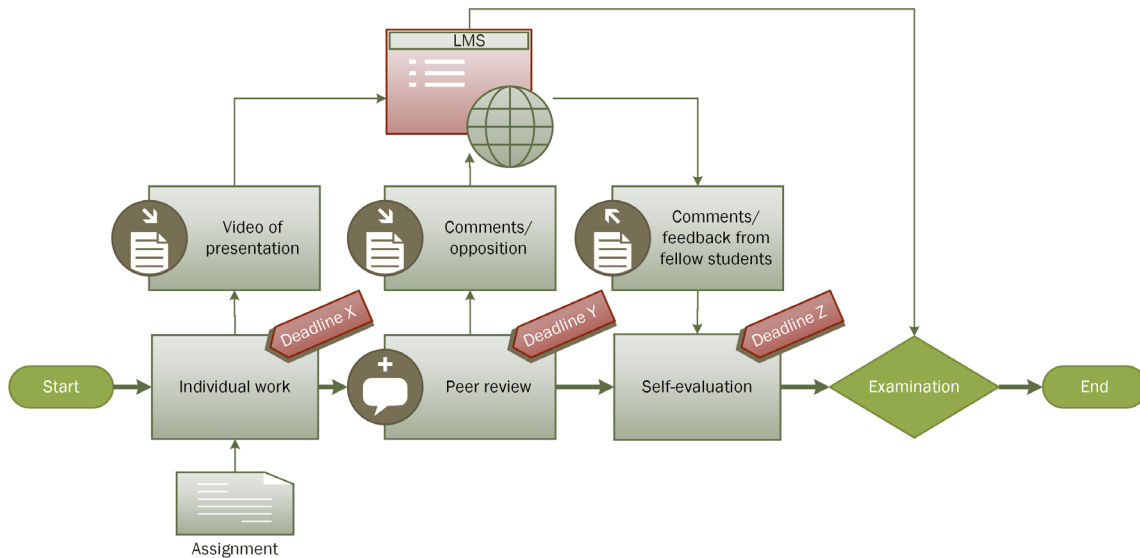 LMS
Video of
presentation
Comments/
opposition
Comments/
feedback from
fellow students
Deadline X
Deadline Y
Deadline Z
Start
Individual work
Peer review
Self-evaluation
Examination
End
Assignment